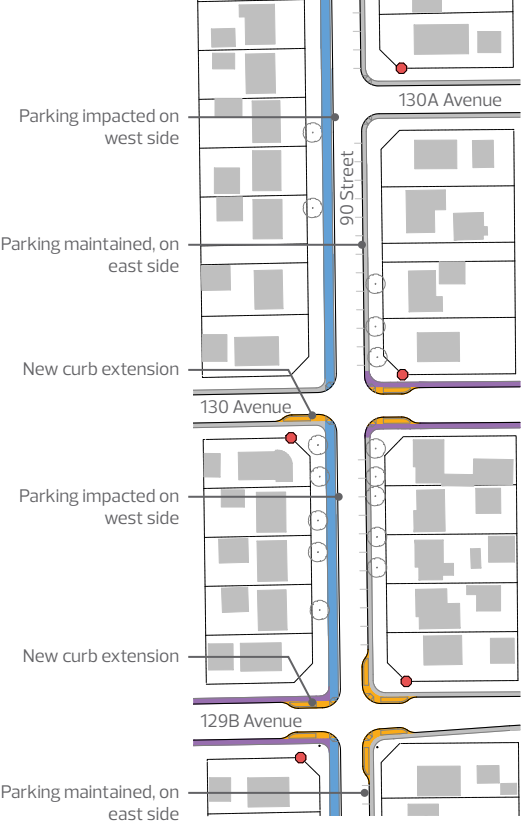 130A Avenue
Parking impacted on
west side
90 Street
Parking maintained, on
east side
New curb extension
130 Avenue
Parking impacted on
west side
New curb extension
129B Avenue
Parking maintained, on
east side